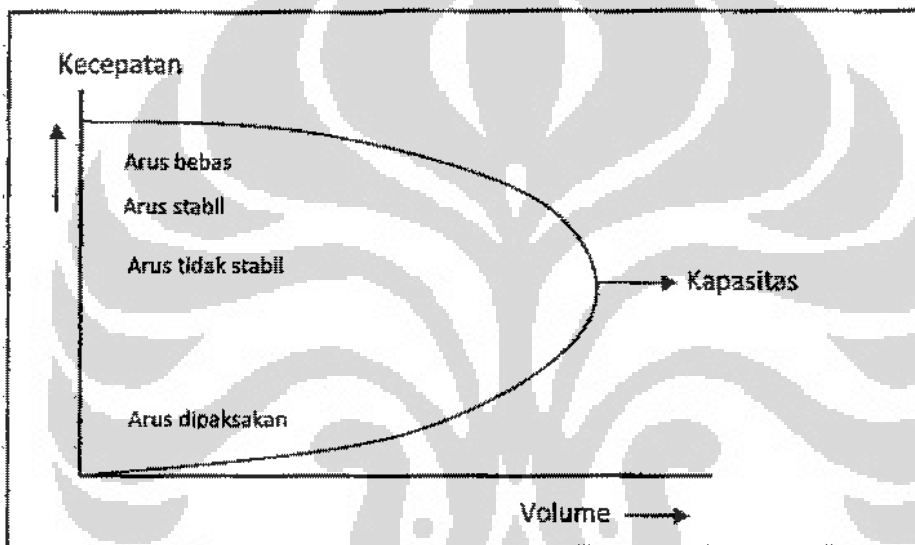 Kecepatan
Arus bebas
Arus stabil
Arus tidak stabil
Kapasitas
Arus dipaksakan
Volume